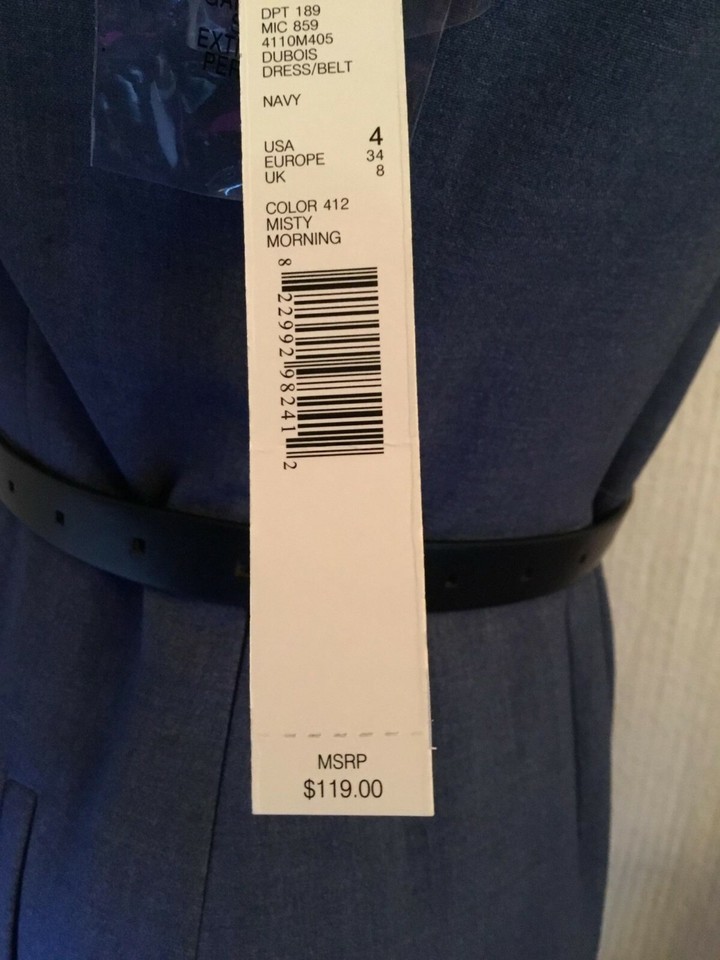 DPT 189
MIC 859
4110M405
DUBOIS
DRESS/BELT
NAVY
USA 4
EUROPE 34
UK 8
COLOR 412
MISTY
MORNING
8 22992 98241 2
MSRP
$119.00